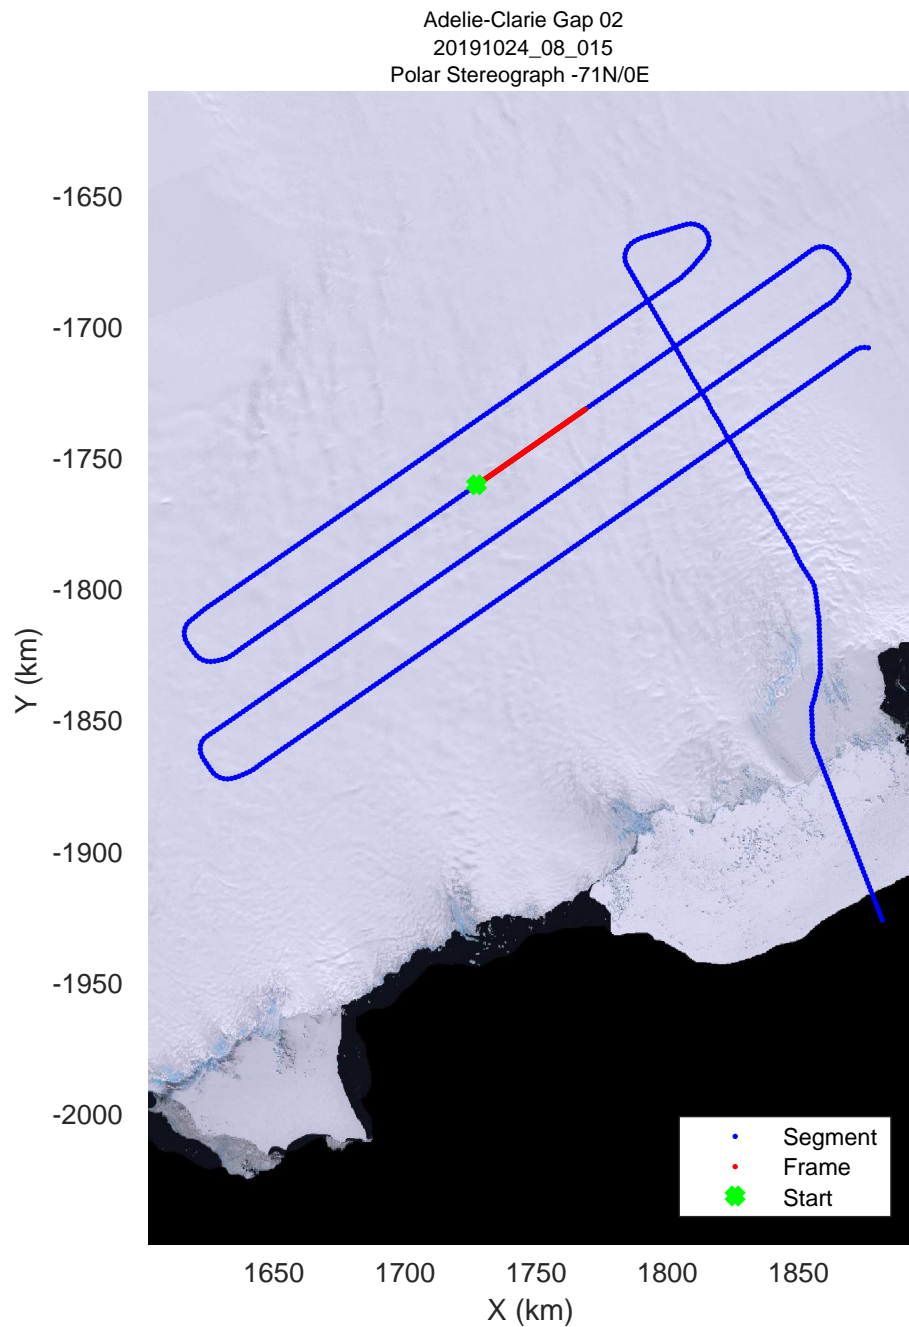 Adelie-Clarie Gap 02
20191024_08_015
Polar Stereograph -71N/0E
-1650
-1700
-1750
-1800
-1850
-1900
-1950
-2000
Y (km)
Segment
Frame
Start
1650 1700 1750 1800 1850
X (km)